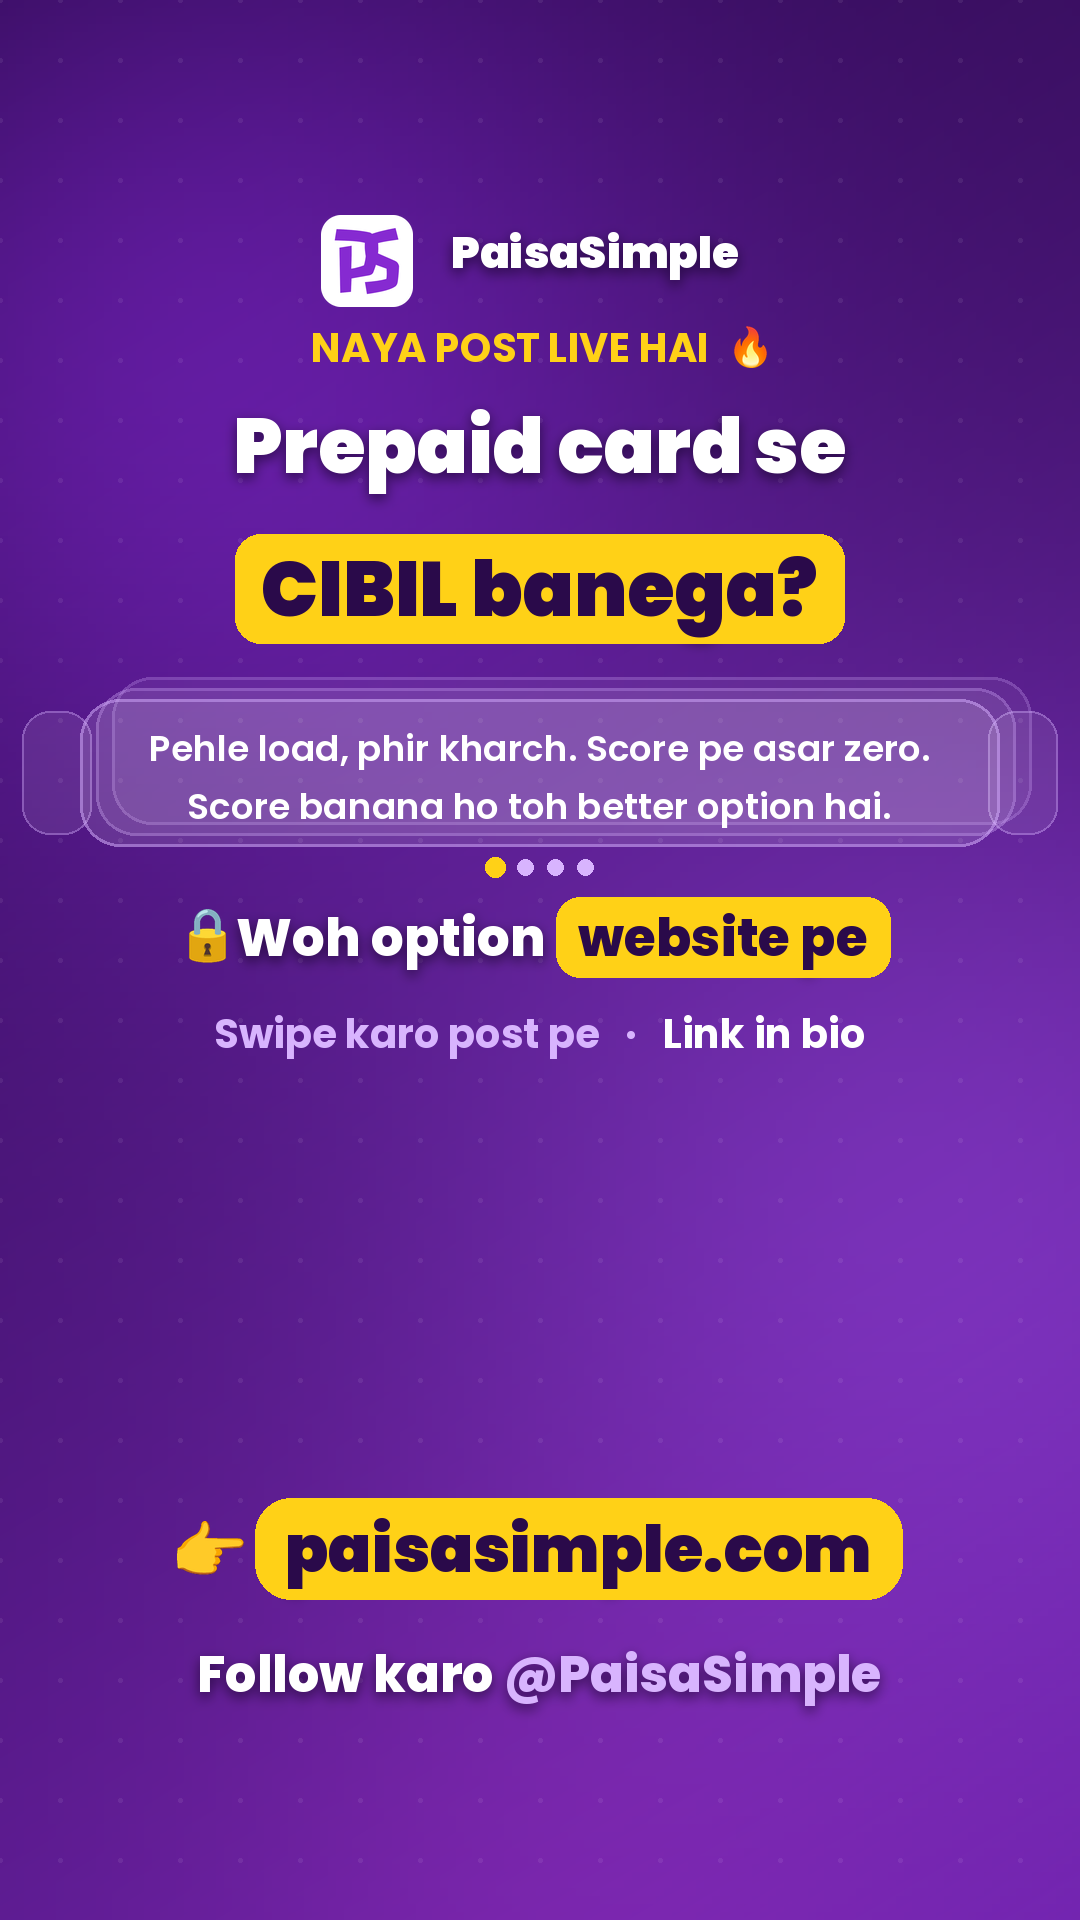 PS PaisaSimple
NAYA POST LIVE HAI 🔥
Prepaid card se
CIBIL banega?
Pehle load, phir kharch. Score pe asar zero.
Score banana ho toh better option hai.
🔒Woh option website pe
Swipe karo post pe · Link in bio
👉 paisasimple.com
Follow karo @PaisaSimple